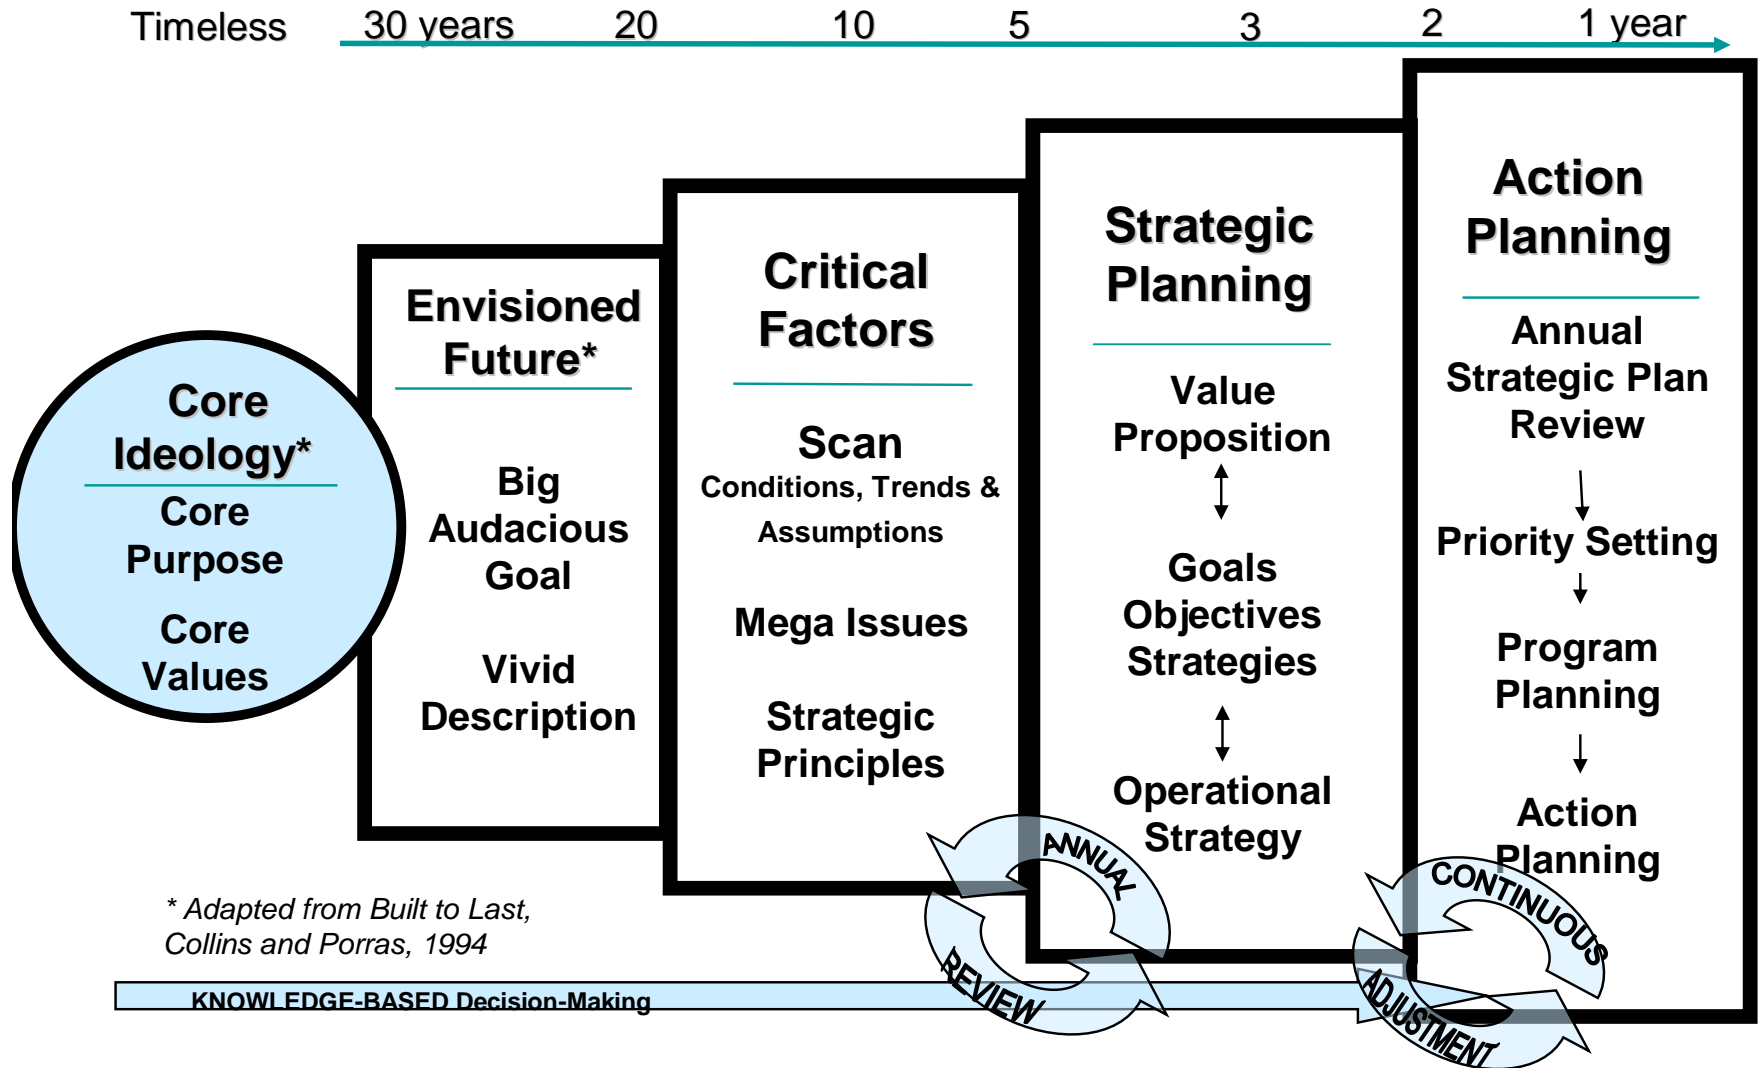 Timeless 30 years 20 10 5 3 2 1 year
Core
Ideology*
Core
Purpose
Core
Values
Envisioned
Future*
Big
Audacious
Goal
Vivid
Description
Critical
Factors
Scan
Conditions, Trends &
Assumptions
Mega Issues
Strategic
Principles
Strategic
Planning
Value
Proposition
Goals
Objectives
Strategies
Operational
Strategy
Action
Planning
Annual
Strategic Plan
Review
Priority Setting
Program
Planning
Action
Planning
ANNUAL
REVIEW
CONTINUOUS
ADJUSTMENT
* Adapted from Built to Last,
Collins and Porras, 1994
KNOWLEDGE-BASED Decision-Making